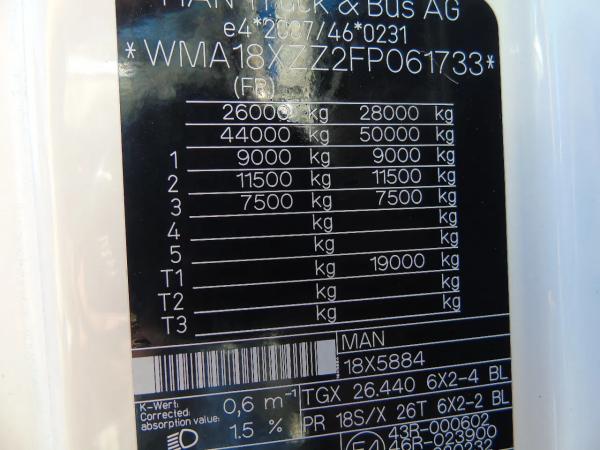 MAN Truck & Bus AG
e4*2007/46*0231
*WMA18XZZ2FP061733*
(FR)
26000 kg 28000 kg
44000 kg 50000 kg
1 9000 kg 9000 kg
2 11500 kg 11500 kg
3 7500 kg 7500 kg
4 kg kg
5 kg kg
T1 kg 19000 kg
T2 kg kg
T3 kg kg
MAN
18X5884
K-Wert:
Corrected
absorption value:
0,6 m-1
1.5 %
TGX 26.440 6X2-4 BL
PR 18S/X 26T 6X2-2 BL
E4
43R-000602
46R-023900